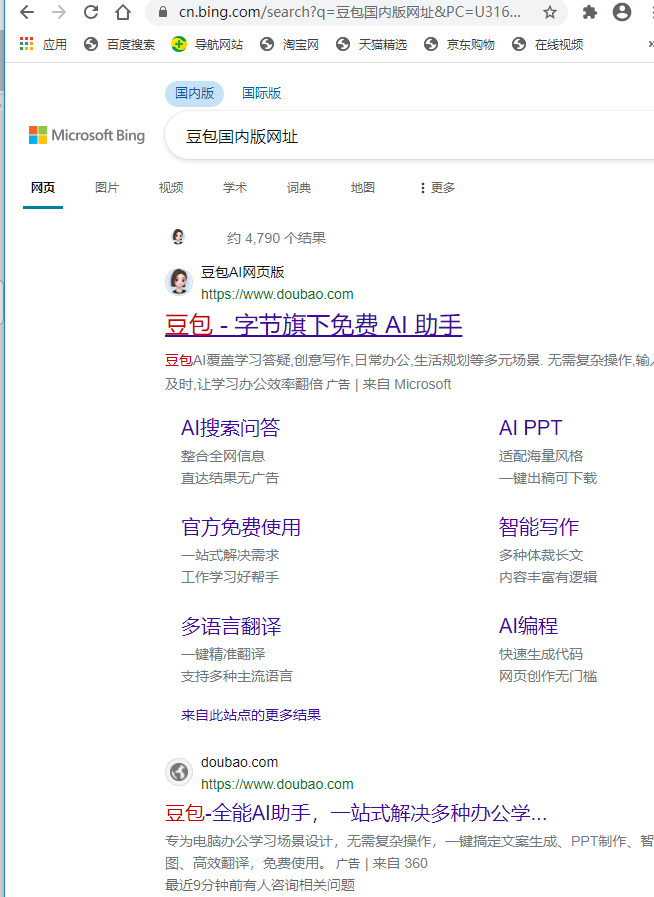 cn.bing.com/search?q=豆包国内版网址&PC=U316...
应用 百度搜索 导航网站 淘宝网 天猫精选 京东购物 在线视频 »
国内版 国际版
Microsoft Bing 豆包国内版网址
网页 图片 视频 学术 词典 地图 更多
约 4,790 个结果
豆包AI网页版
https://www.doubao.com
豆包 - 字节旗下免费 AI 助手
豆包AI覆盖学习答疑,创意写作,日常办公,生活规划等多元场景. 无需复杂操作,输
及时,让学习办公效率翻倍 广告 | 来自 Microsoft
AI搜索问答 AI PPT
整合全网信息 适配海量风格
直达结果无广告 一键出稿可下载
官方免费使用 智能写作
一站式解决需求 多种体裁长文
工作学习好帮手 内容丰富有逻辑
多语言翻译 AI编程
一键精准翻译 快速生成代码
支持多种主流语言 网页创作无门槛
来自此站点的更多结果
doubao.com
https://www.doubao.com
豆包-全能AI助手，一站式解决多种办公学...
专为电脑办公学习场景设计，无需复杂操作，一键搞定文案生成、PPT制作、智
图、高效翻译，免费使用。 广告 | 来自 360
最近9分钟前有人咨询相关问题